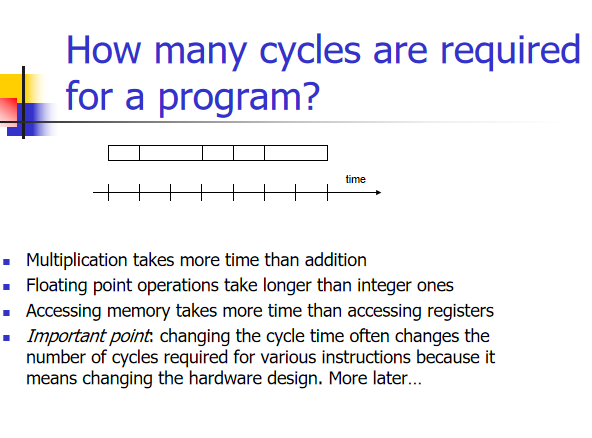 How many cycles are required
for a program?
time
Multiplication takes more time than addition
Floating point operations take longer than integer ones
Accessing memory takes more time than accessing registers
Important point: changing the cycle time often changes the
number of cycles required for various instructions because it
means changing the hardware design. More later…